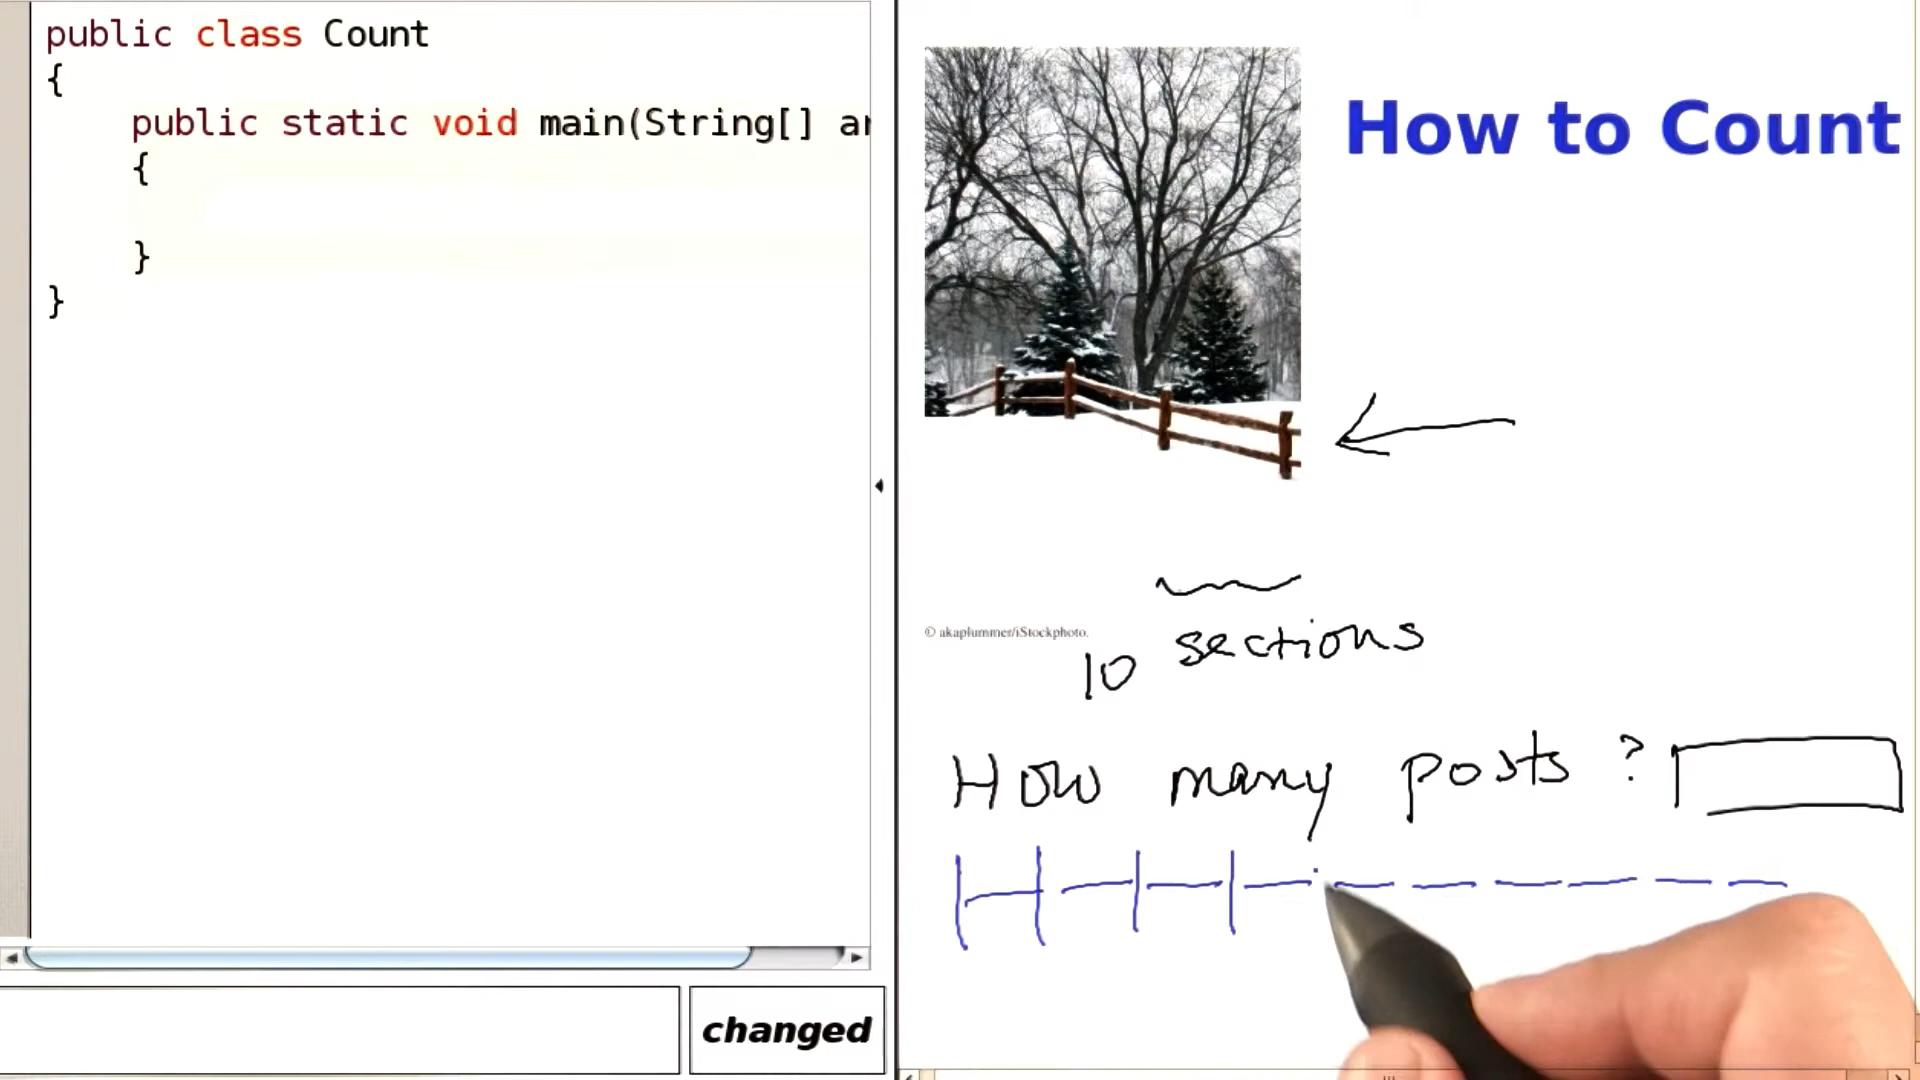 public class Count
{
public static void main(String[] ar
{
}
}
changed
How to Count
© akaplummer/iStockphoto.
10 sections
How many posts ?